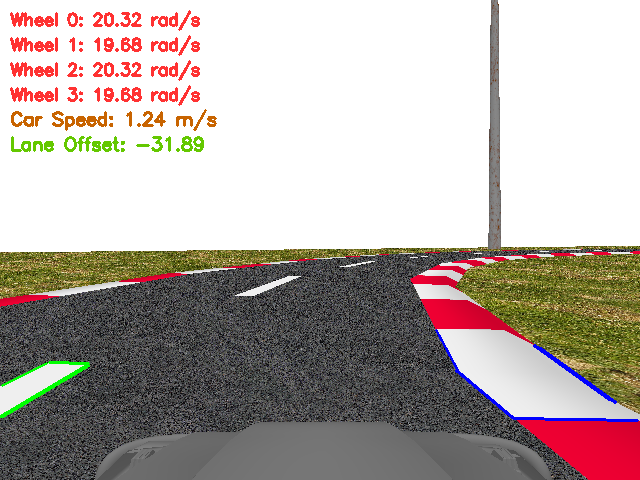 Wheel 0: 20.32 rad/s
Wheel 1: 19.68 rad/s
Wheel 2: 20.32 rad/s
Wheel 3: 19.68 rad/s
Car Speed: 1.24 m/s
Lane Offset: -31.89